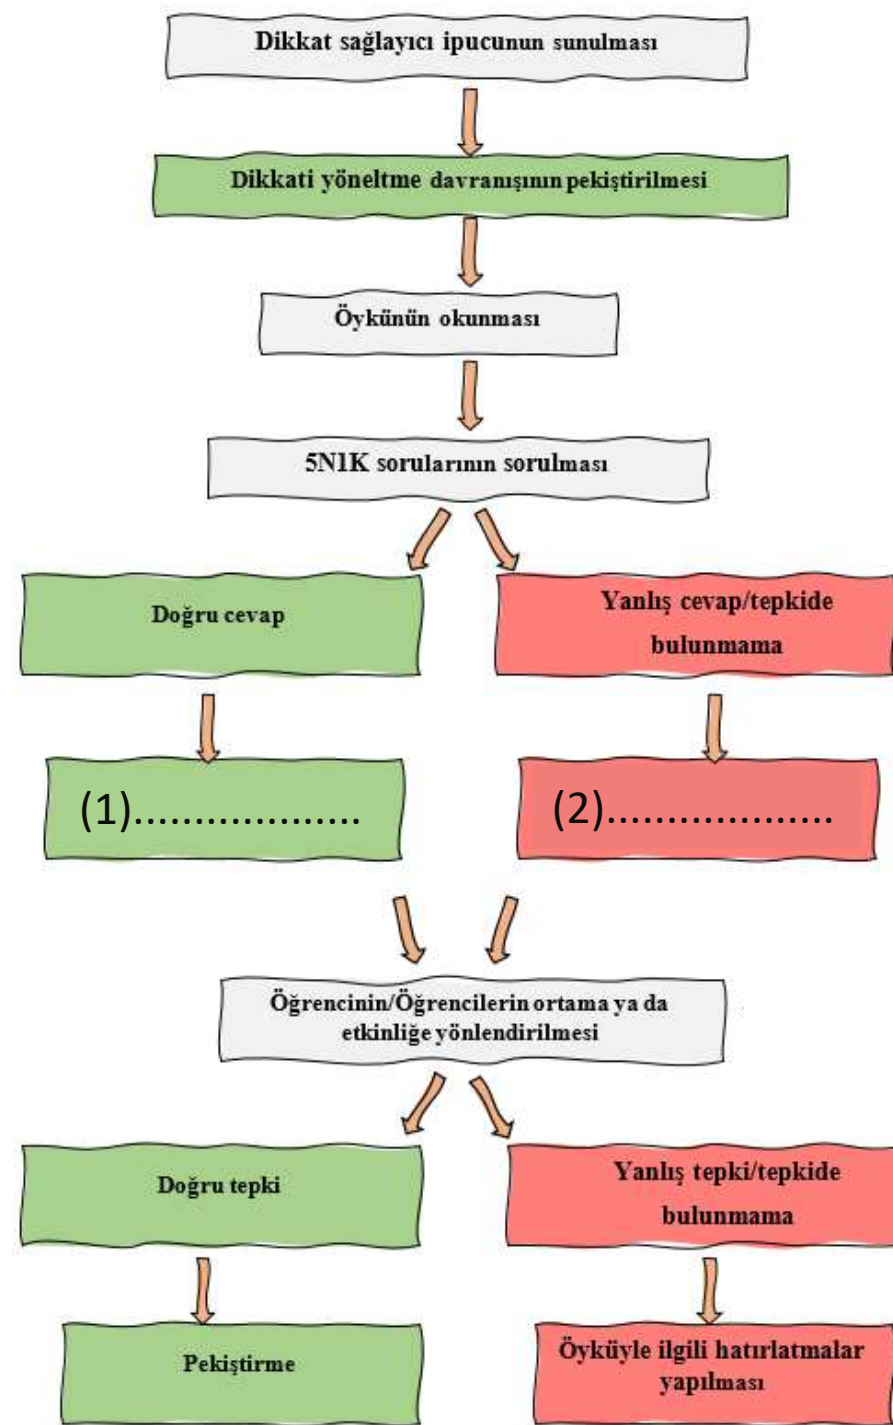 Dikkat sağlayıcı ipucunun sunulması
Dikkati yöneltme davranışının pekiştirilmesi
Öykünün okunması
5N1K sorularının sorulması
Doğru cevap
Yanlış cevap/tepkide
bulunmama
(1)...................
(2)...................
Öğrencinin/Öğrencilerin ortama ya da
etkinliğe yönlendirilmesi
Doğru tepki
Yanlış tepki/tepkide
bulunmama
Pekiştirme
Öyküyle ilgili hatırlatmalar
yapılması